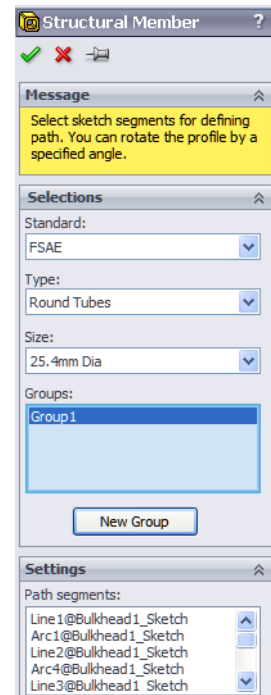 Structural Member ?
Message
Select sketch segments for defining
path. You can rotate the profile by a
specified angle.
Selections
Standard:
FSAE
Type:
Round Tubes
Size:
25.4mm Dia
Groups:
Group1
New Group
Settings
Path segments:
Line1@Bulkhead1_Sketch
Arc1@Bulkhead1_Sketch
Line2@Bulkhead1_Sketch
Arc4@Bulkhead1_Sketch
Line3@Bulkhead1_Sketch